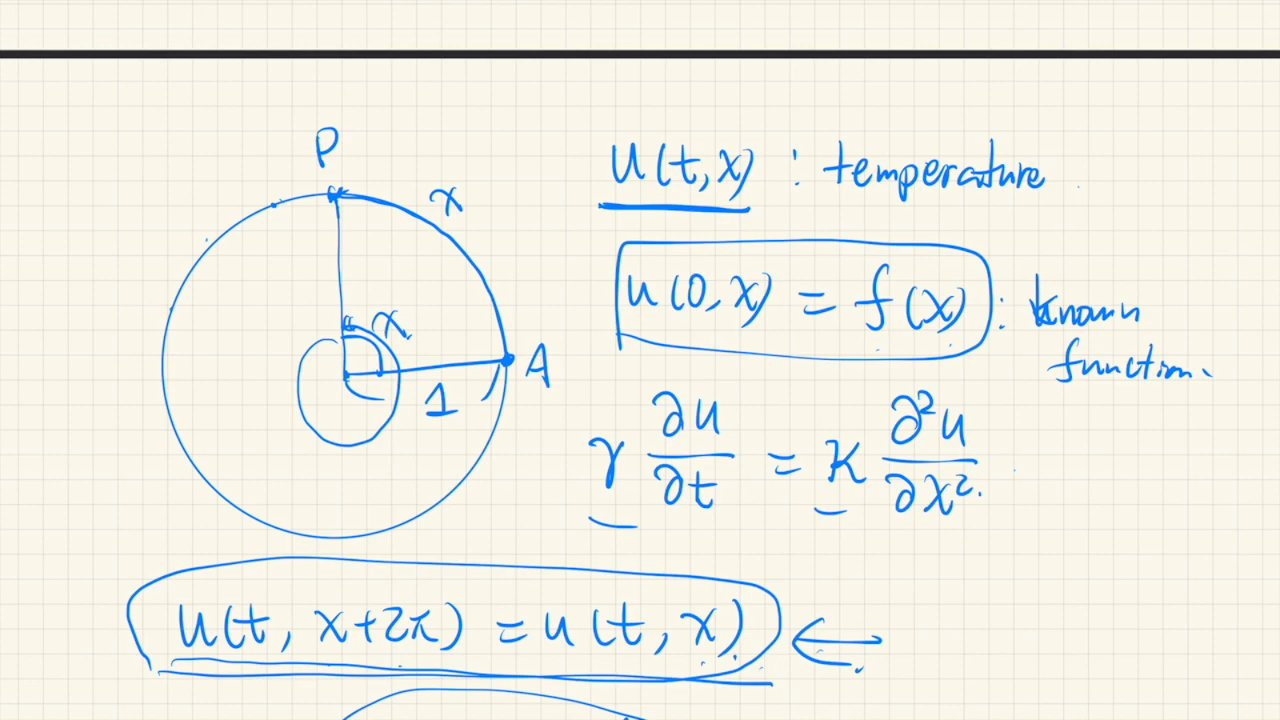 P
x
x
1
A
u(t,x) : temperature
u(0,x) = f(x) : known
function.
γ ∂u/∂t = K ∂²u/∂x².
u(t, x+2π) = u(t, x) ⇐